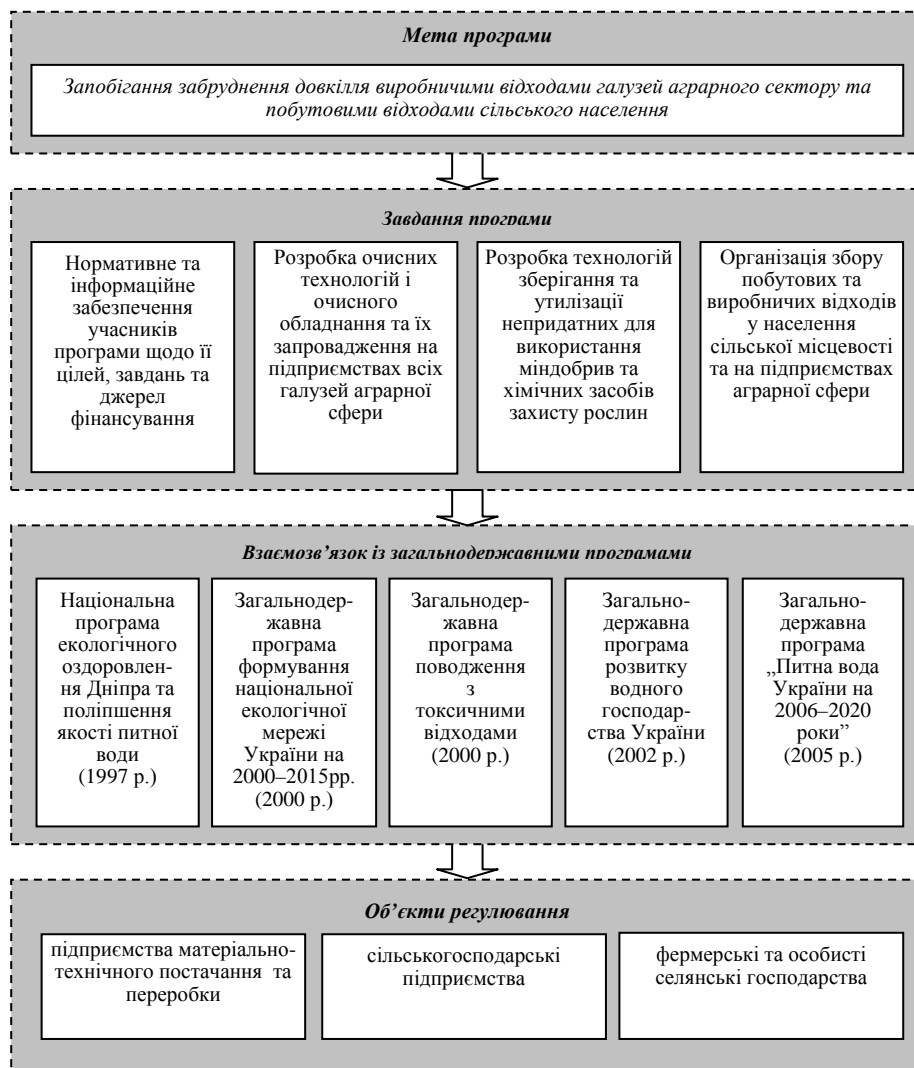 Мета програми
Запобігання забруднення довкілля виробничими відходами галузей аграрного сектору та
побутовими відходами сільського населення
Завдання програми
Нормативне та
інформаційне
забезпечення
учасників
програми щодо її
цілей, завдань та
джерел
фінансування
Розробка очисних
технологій і
очисного
обладнання та їх
запровадження на
підприємствах всіх
галузей аграрної
сфери
Розробка технологій
зберігання та
утилізації
непридатних для
використання
міндобрив та
хімічних засобів
захисту рослин
Організація збору
побутових та
виробничих відходів
у населення
сільської місцевості
та на підприємствах
аграрної сфери
Взаємозв’язок із загальнодержавними програмами
Національна
програма
екологічного
оздоровлен-
ня Дніпра та
поліпшення
якості питної
води
(1997 р.)
Загальнодер-
жавна
програма
формування
національної
екологічної
мережі
України на
2000–2015рр.
(2000 р.)
Загальнодер-
жавна
програма
поводження
з
токсичними
відходами
(2000 р.)
Загально-
державна
програма
розвитку
водного
господар-
ства України
(2002 р.)
Загально-
державна
програма
„Питна вода
України на
2006–2020
роки”
(2005 р.)
Об’єкти регулювання
підприємства матеріально-
технічного постачання та
переробки
сільськогосподарські
підприємства
фермерські та особисті
селянські господарства